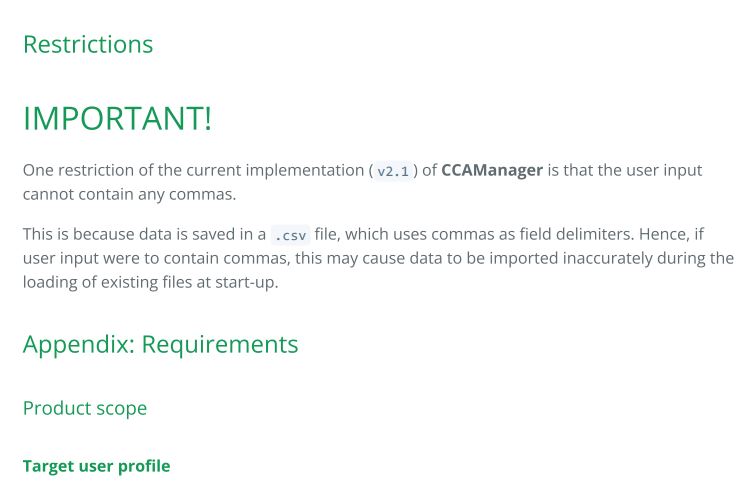 Restrictions
IMPORTANT!
One restriction of the current implementation ( v2.1 ) of CCAManager is that the user input
cannot contain any commas.
This is because data is saved in a .csv file, which uses commas as field delimiters. Hence, if
user input were to contain commas, this may cause data to be imported inaccurately during the
loading of existing files at start-up.
Appendix: Requirements
Product scope
Target user profile